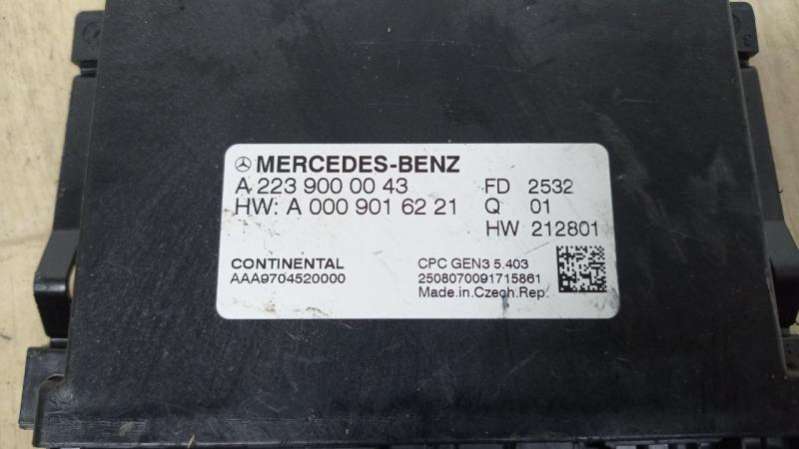 MERCEDES-BENZ
A 223 900 00 43 FD 2532
HW: A 000 901 62 21 Q 01
HW 212801
CONTINENTAL CPC GEN3 5.403
AAA9704520000 2508070091715861
Made.in.Czech.Rep.